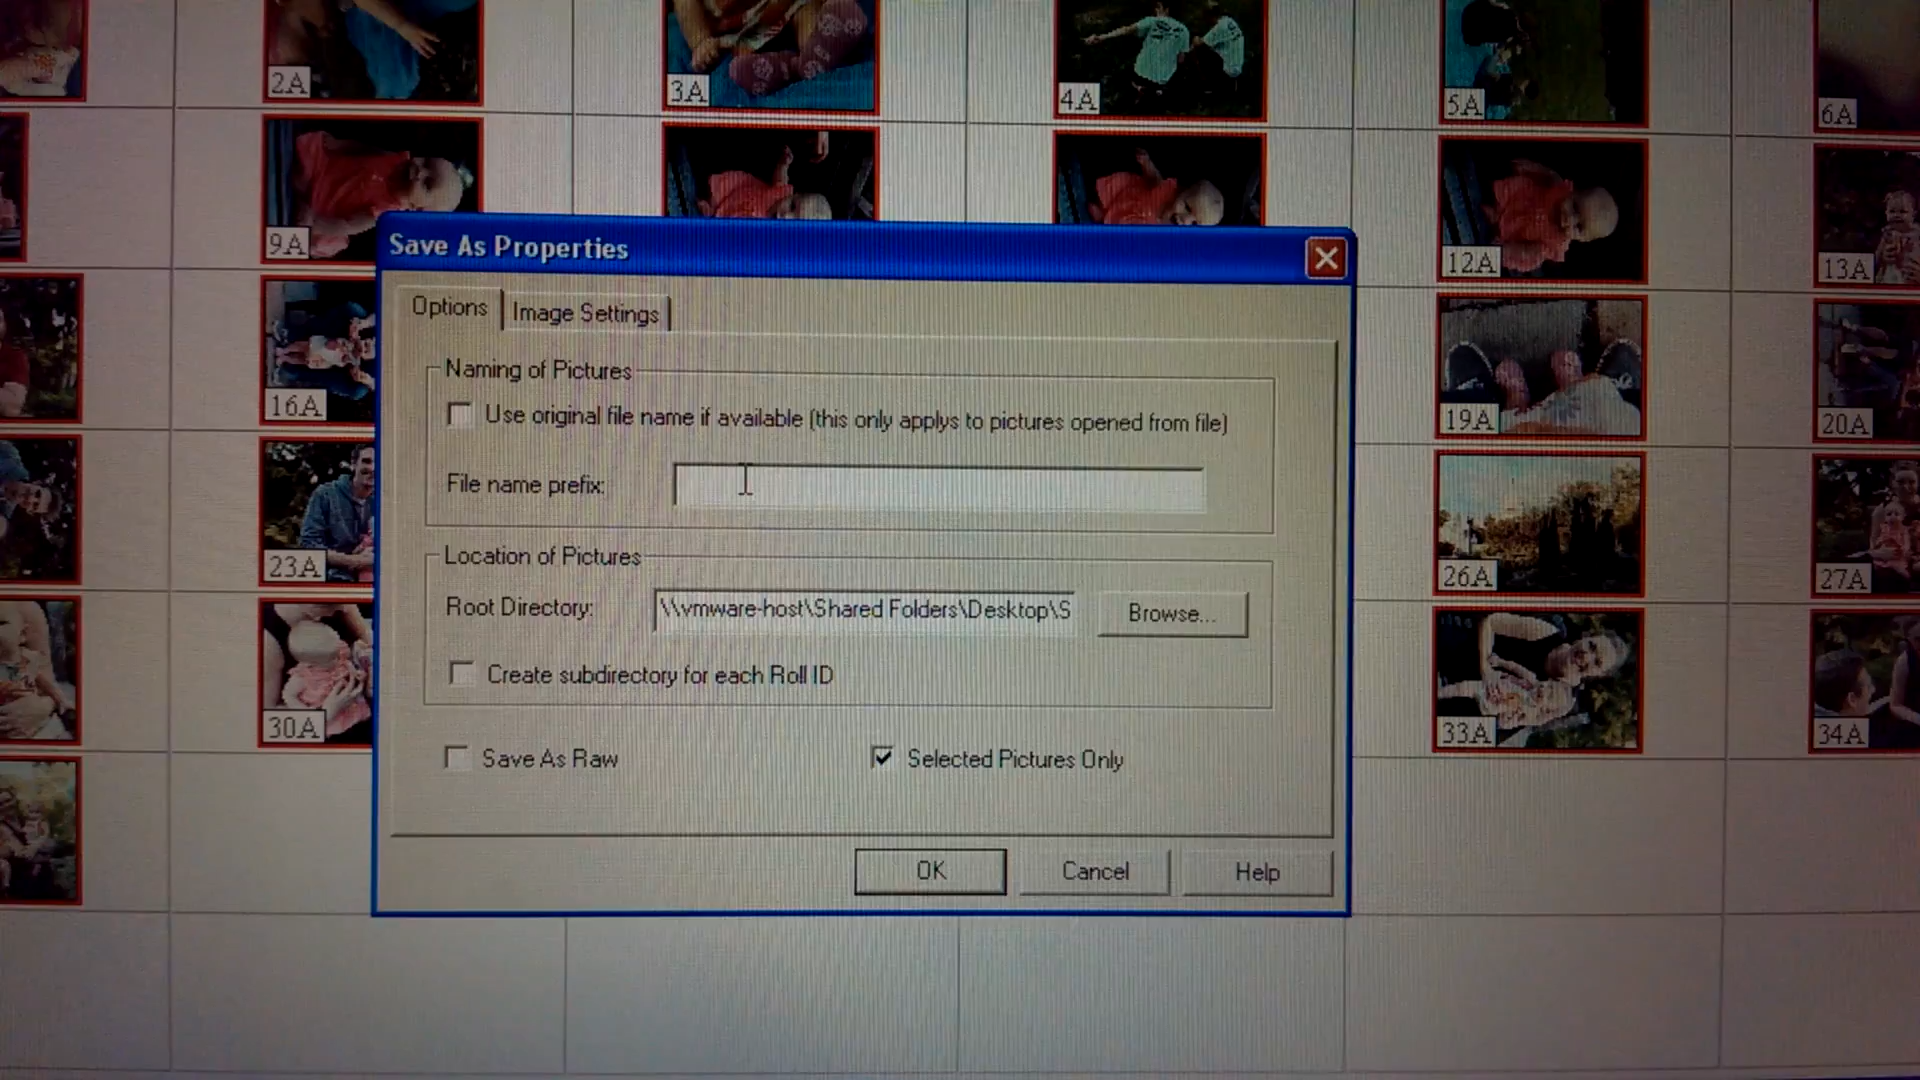 2A
3A
4A
5A
6A
9A
12A
13A
Save As Properties
Options
Image Settings
Naming of Pictures
Use original file name if available (this only applys to pictures opened from file)
File name prefix:
Location of Pictures
Root Directory:
\\vmware-host\Shared Folders\Desktop\S
Browse...
Create subdirectory for each Roll ID
Save As Raw
Selected Pictures Only
OK
Cancel
Help
16A
19A
20A
23A
26A
27A
30A
33A
34A